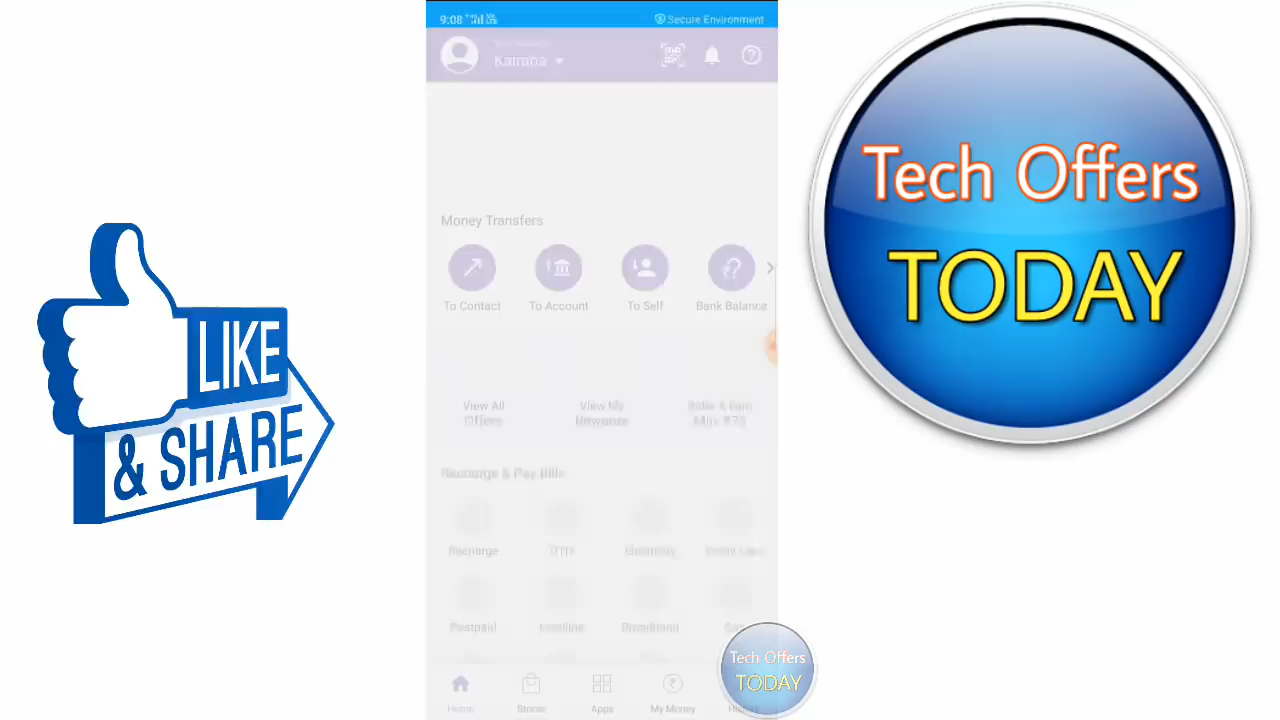 9:08
Secure Environment
Money Transfers
To Contact
To Account
To Self
Bank Balance
View All
Offers
View My
Rewards
Recharge & Pay Bills
Recharge
DTH
Electricity
Postpaid
Landline
Broadband
Home
Stores
Apps
My Money
LIKE
& SHARE
Tech Offers
TODAY
Tech Offers
TODAY